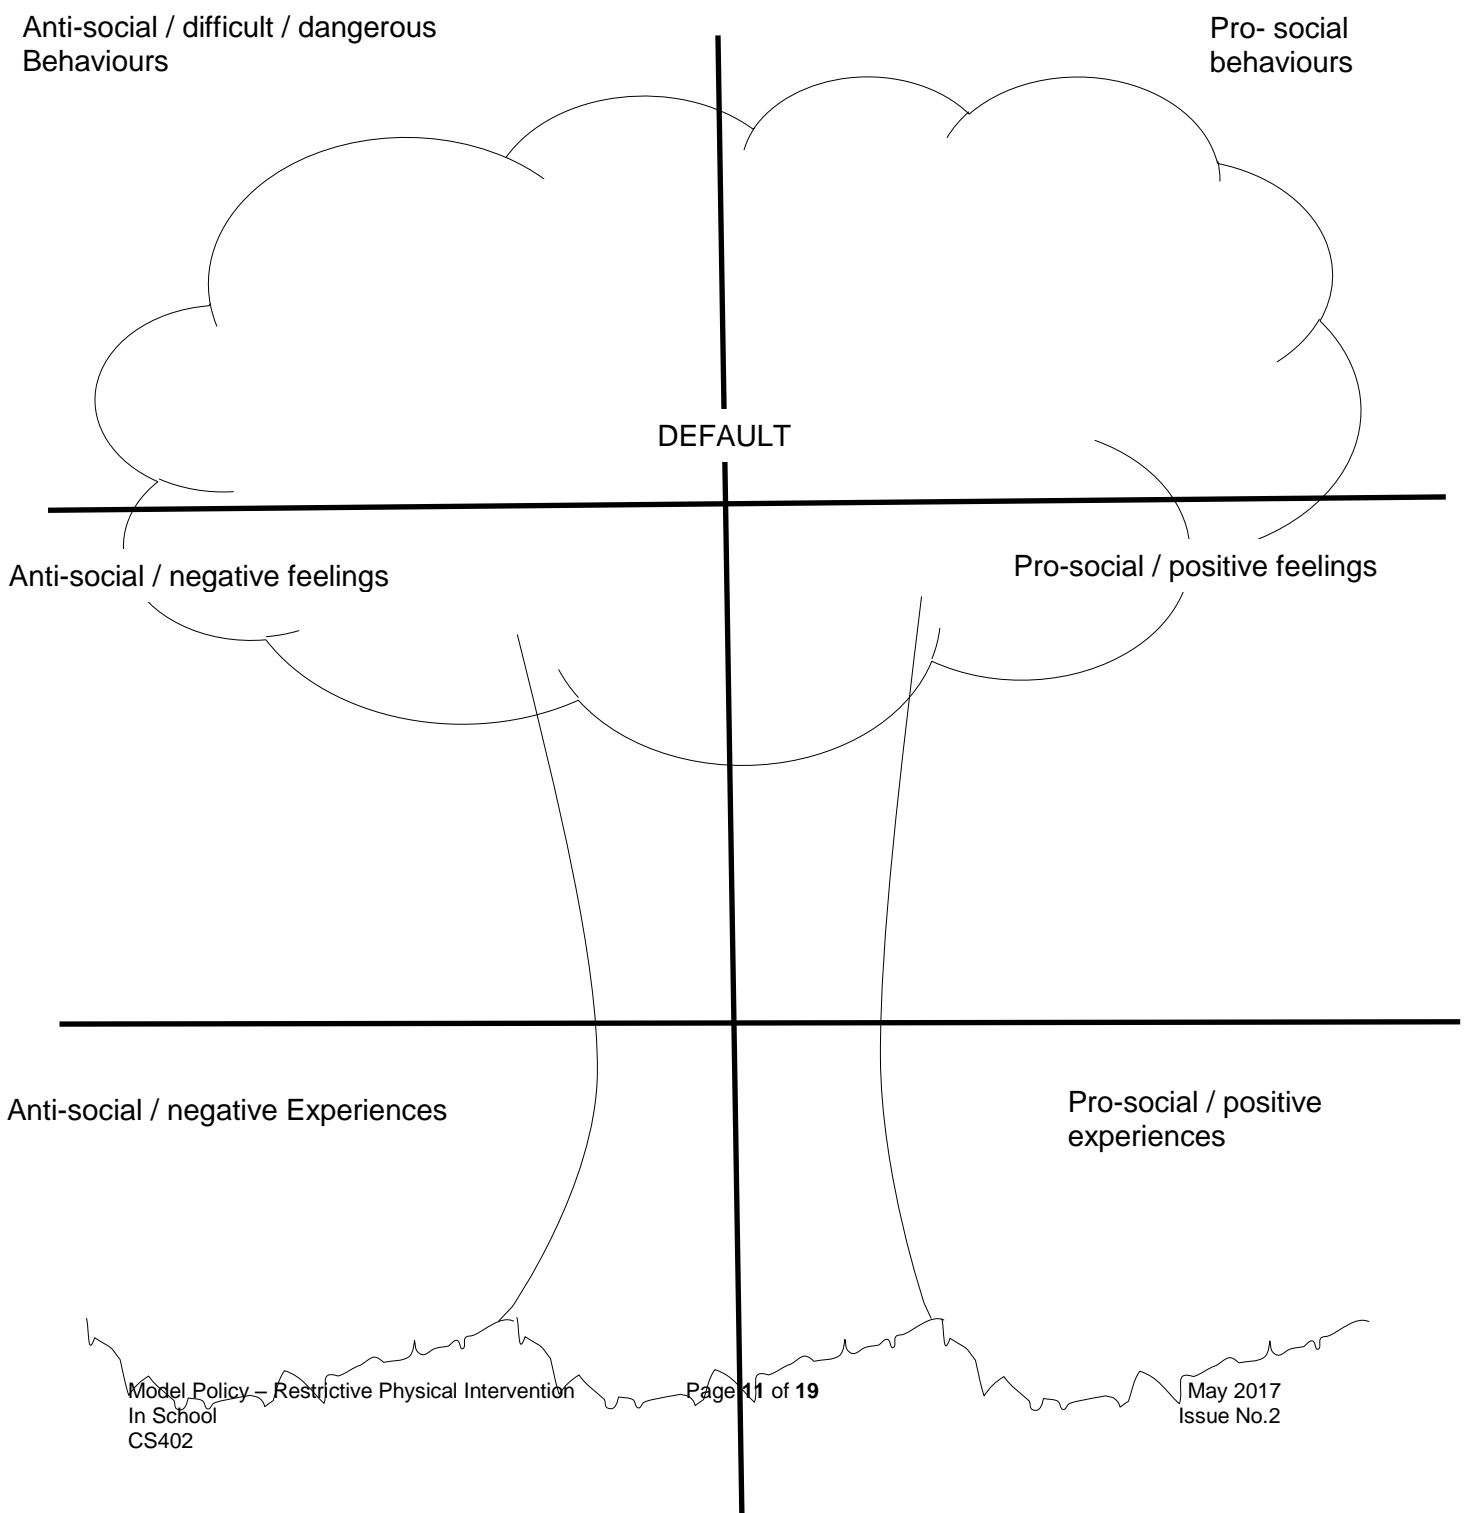 Anti-social / difficult / dangerous
Behaviours
Pro- social
behaviours
DEFAULT
Anti-social / negative feelings
Pro-social / positive feelings
Anti-social / negative Experiences
Pro-social / positive
experiences
Model Policy – Restrictive Physical Intervention
In School
CS402
Page 11 of 19
May 2017
Issue No.2